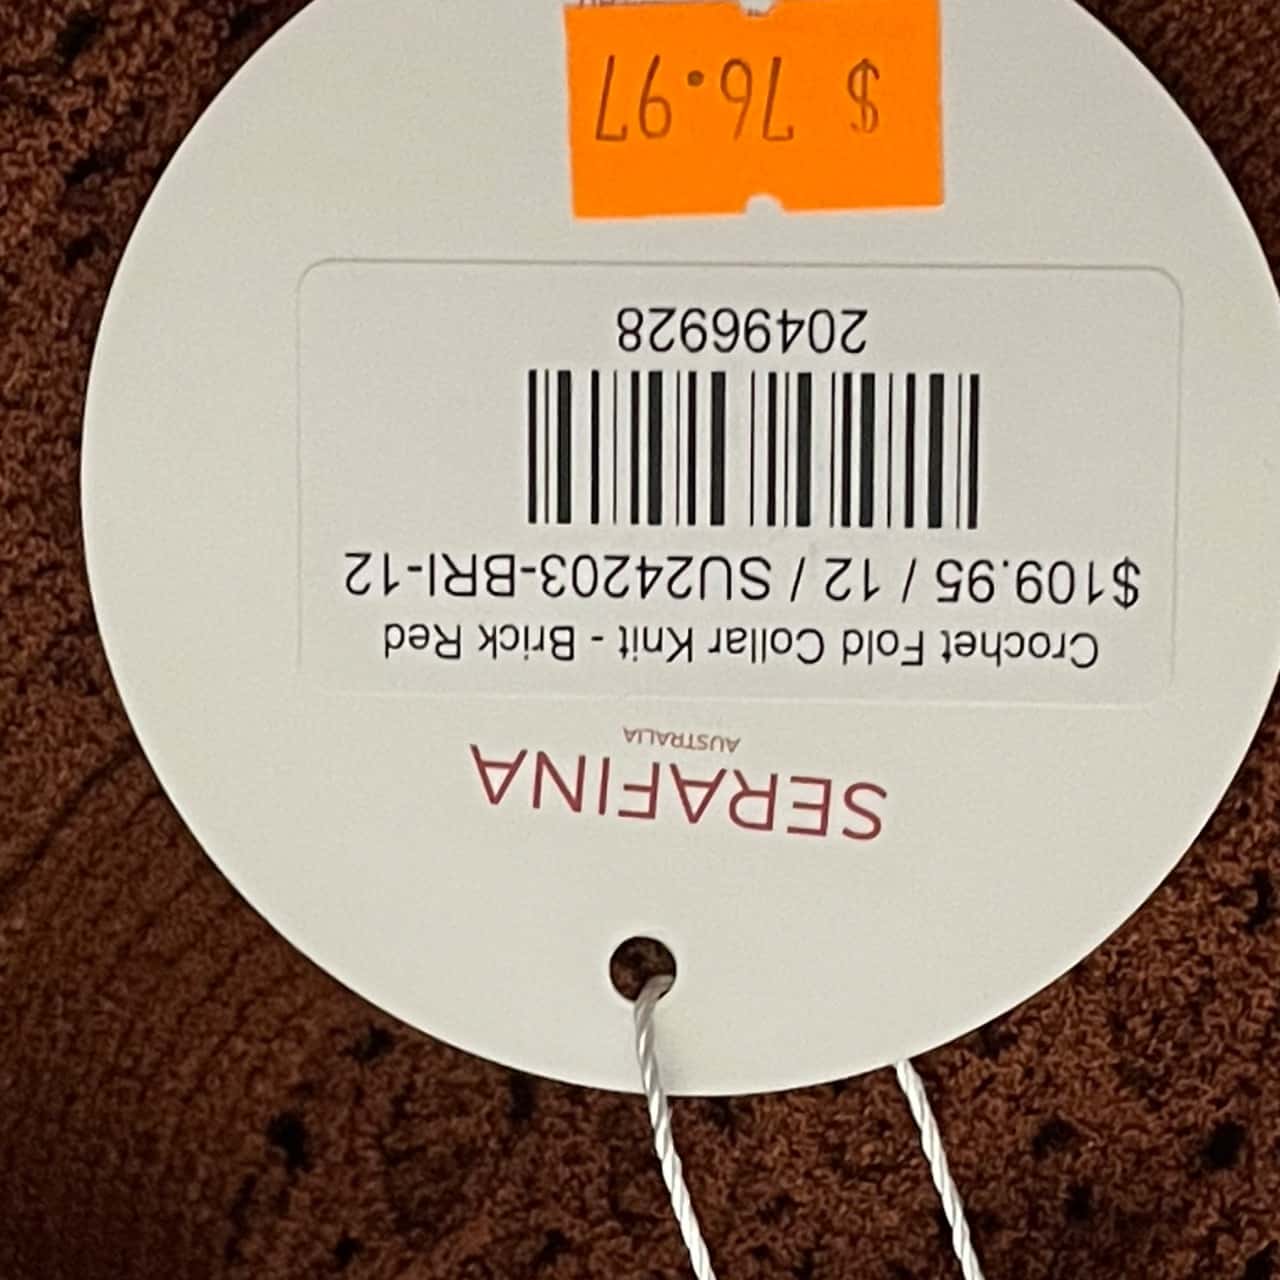 SERAFINA
AUSTRALIA
Crochet Fold Collar Knit - Brick Red
$109.95 / 12 / SU24203-BRI-12
20496928
$ 76.97